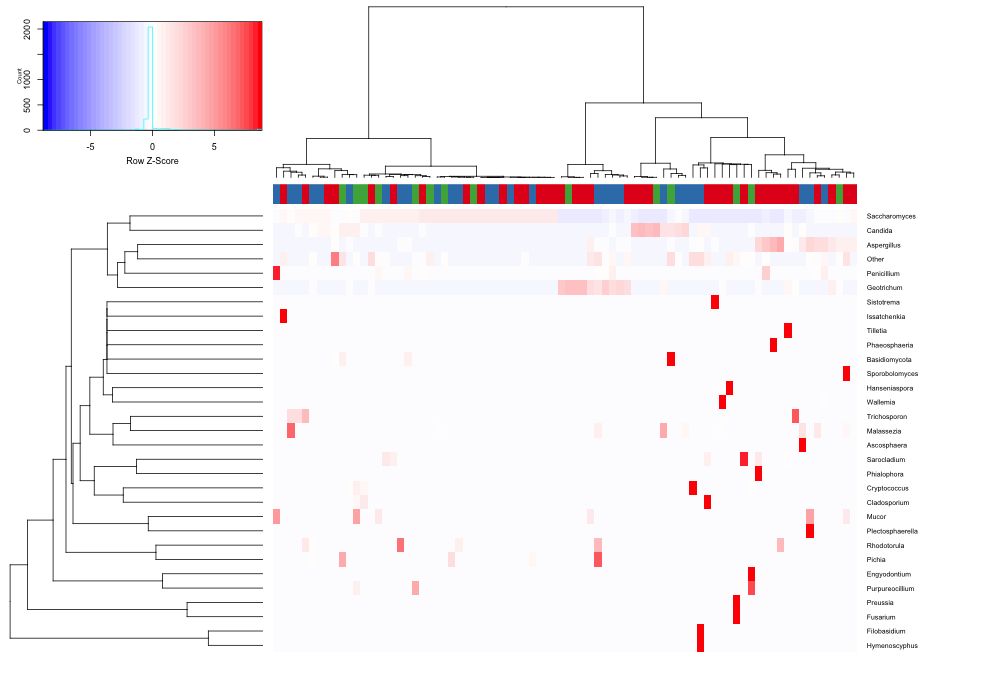 2000
1000
500
0
Count
-5 0 5
Row Z-Score
Saccharomyces
Candida
Aspergillus
Other
Penicillium
Geotrichum
Sistotrema
Issatchenkia
Tilletia
Phaeosphaeria
Basidiomycota
Sporobolomyces
Hanseniaspora
Wallemia
Trichosporon
Malassezia
Ascosphaera
Sarocladium
Phialophora
Cryptococcus
Cladosporium
Mucor
Plectosphaerella
Rhodotorula
Pichia
Engyodontium
Purpureocillium
Preussia
Fusarium
Filobasidium
Hymenoscyphus